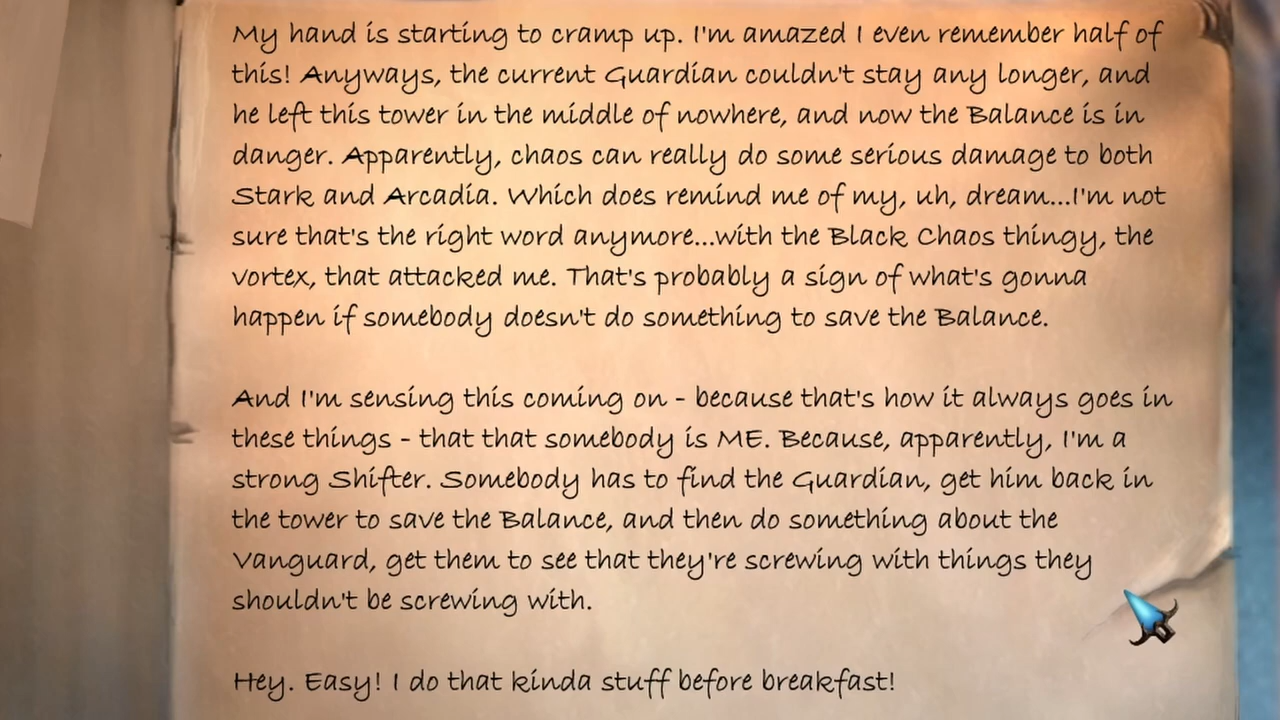 My hand is starting to cramp up. I'm amazed I even remember half of
this! Anyways, the current Guardian couldn't stay any longer, and
he left this tower in the middle of nowhere, and now the Balance is in
danger. Apparently, chaos can really do some serious damage to both
Stark and Arcadia. Which does remind me of my, uh, dream...I'm not
sure that's the right word anymore...with the Black Chaos thingy, the
vortex, that attacked me. That's probably a sign of what's gonna
happen if somebody doesn't do something to save the Balance.

And I'm sensing this coming on - because that's how it always goes in
these things - that that somebody is ME. Because, apparently, I'm a
strong Shifter. Somebody has to find the Guardian, get him back in
the tower to save the Balance, and then do something about the
Vanguard, get them to see that they're screwing with things they
shouldn't be screwing with.

Hey. Easy! I do that kinda stuff before breakfast!